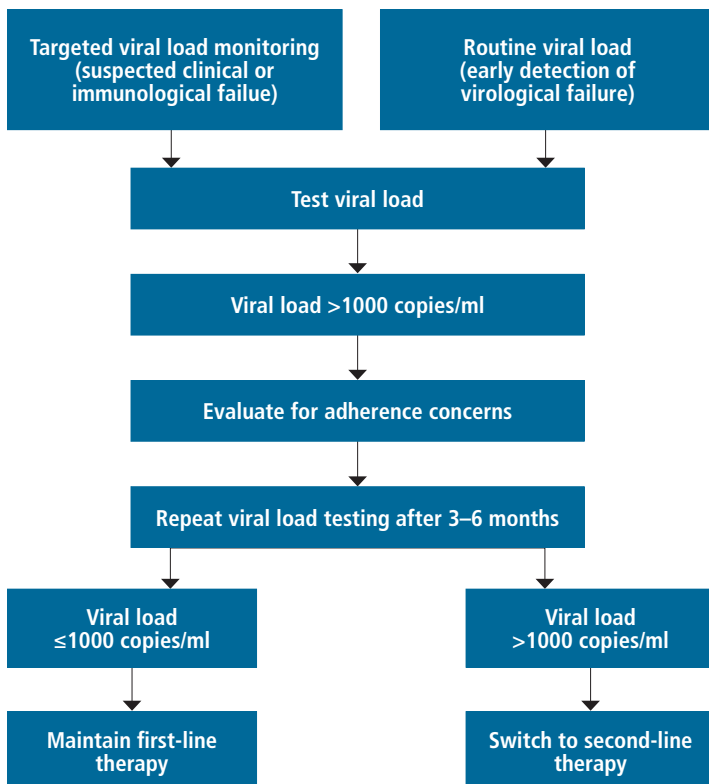 Targeted viral load monitoring
(suspected clinical or
immunological failue)
Routine viral load
(early detection of
virological failure)
Test viral load
Viral load >1000 copies/ml
Evaluate for adherence concerns
Repeat viral load testing after 3–6 months
Viral load
≤1000 copies/ml
Viral load
>1000 copies/ml
Maintain first-line
therapy
Switch to second-line
therapy